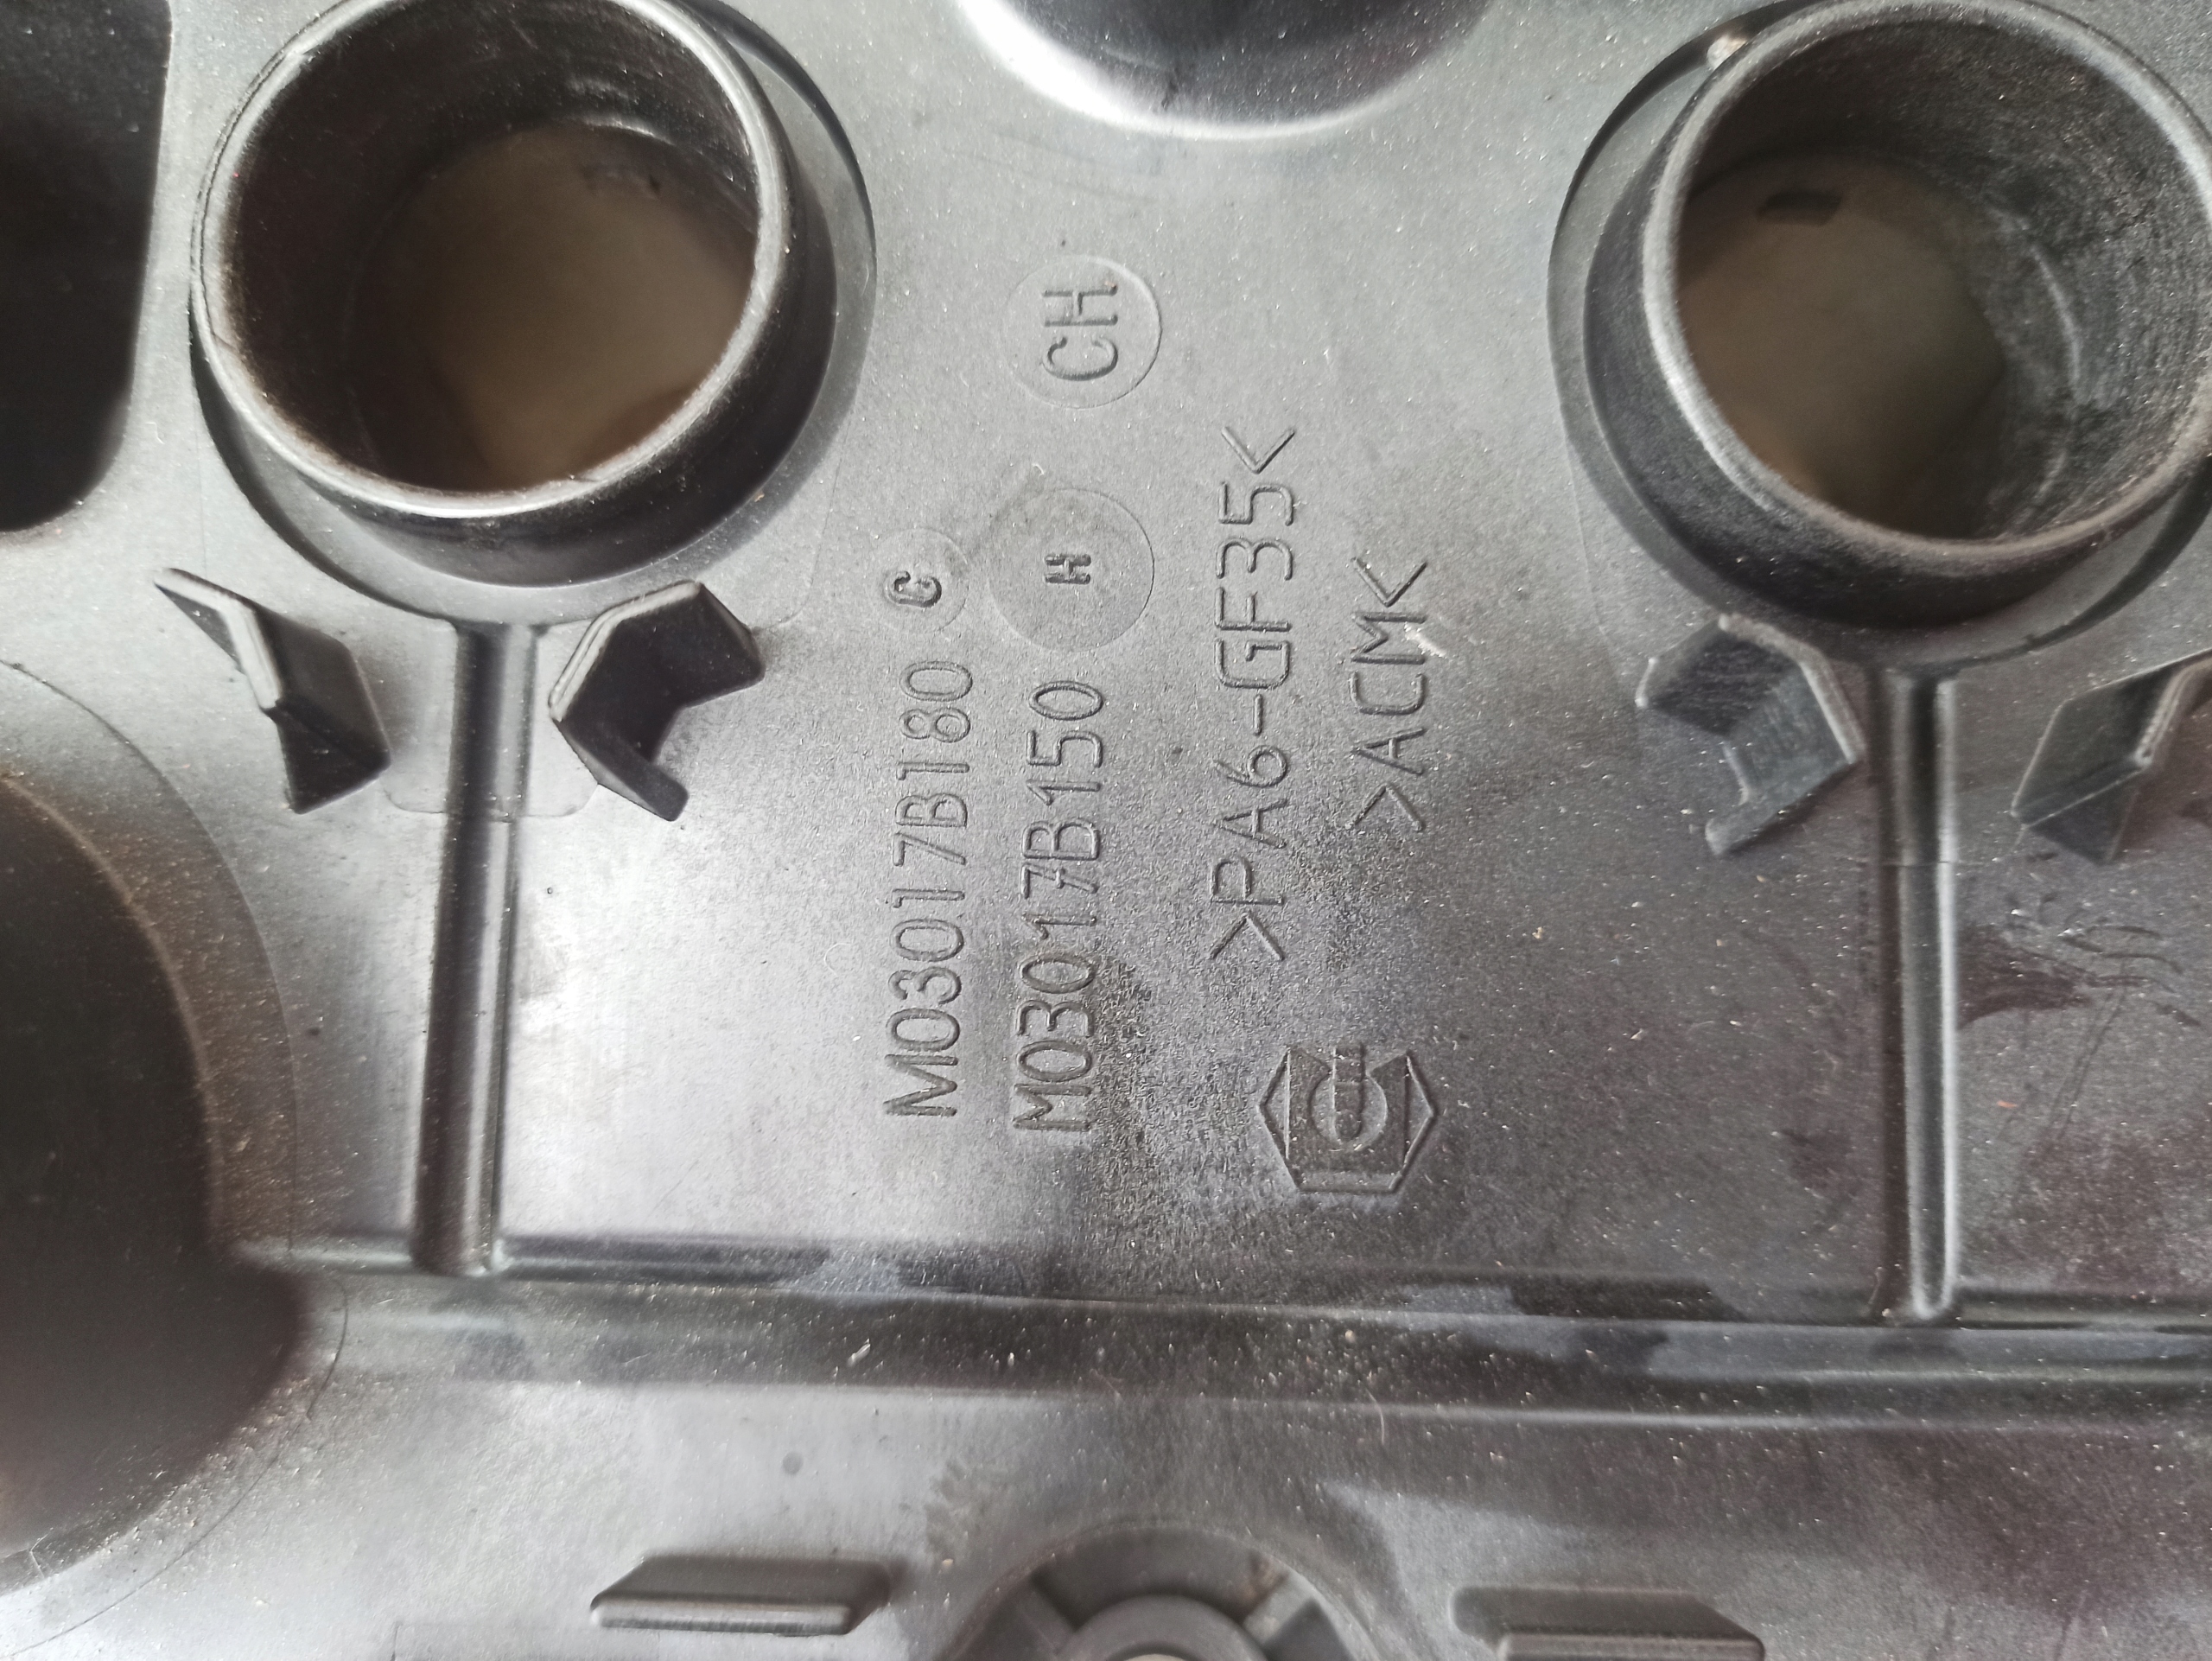 M03017B180 C
M03017B150 H CH
>PA6-GF35<
>ACM<